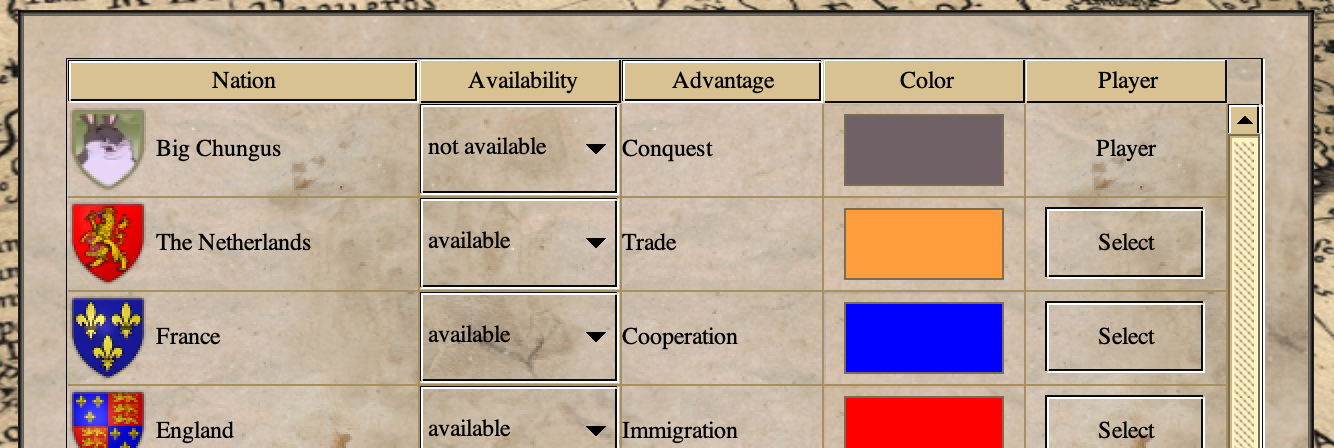 Nation Availability Advantage Color Player
Big Chungus not available Conquest Player
The Netherlands available Trade Select
France available Cooperation Select
England available Immigration Select